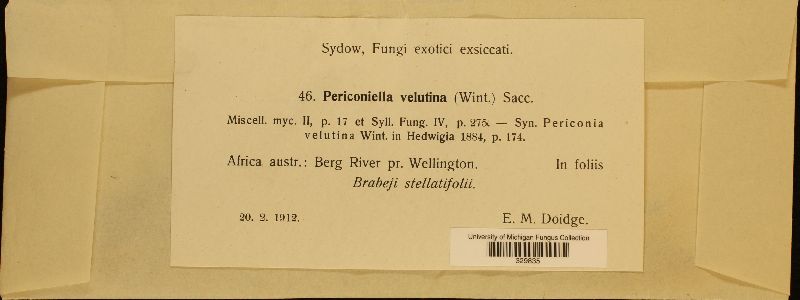 Sydow, Fungi exotici exsiccati.
46. Periconiella velutina (Wint.) Sacc.
Miscell. myc. II, p. 17 et Syll. Fung. IV, p. 275. — Syn. Periconia
velutina Wint. in Hedwigia 1884, p. 174.
Africa austr.: Berg River pr. Wellington. In foliis
Brabeji stellatifolii.
20. 2. 1912. E. M. Doidge.
University of Michigan Fungus Collection
329835